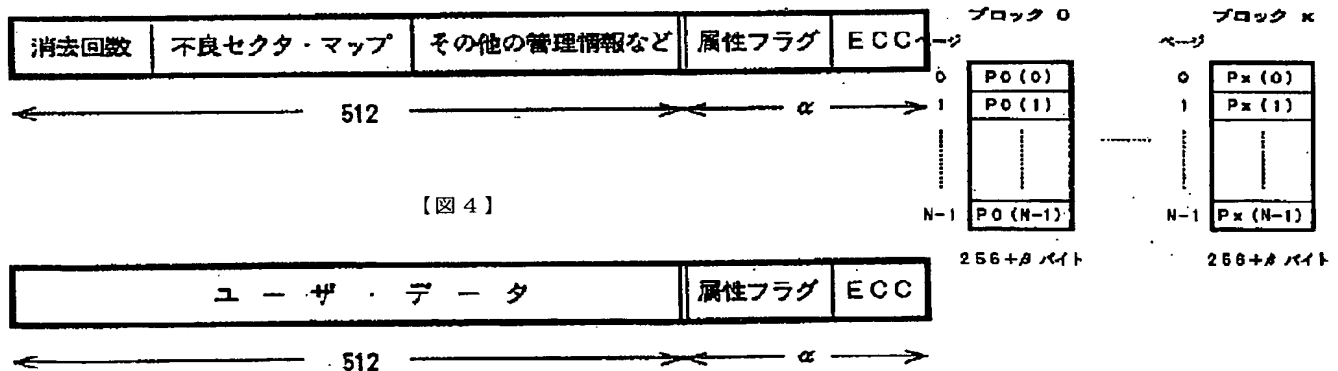 消去回数 不良セクタ・マップ その他の管理情報など 属性フラグ ECC
512 α
【図4】
ユーザ・データ 属性フラグ ECC
512 α
ブロック 0
ページ
0 P0(0)
1 P0(1)
N-1 P0(N-1)
256+β バイト
ブロック x
ページ
0 Px(0)
1 Px(1)
N-1 Px(N-1)
256+β バイト